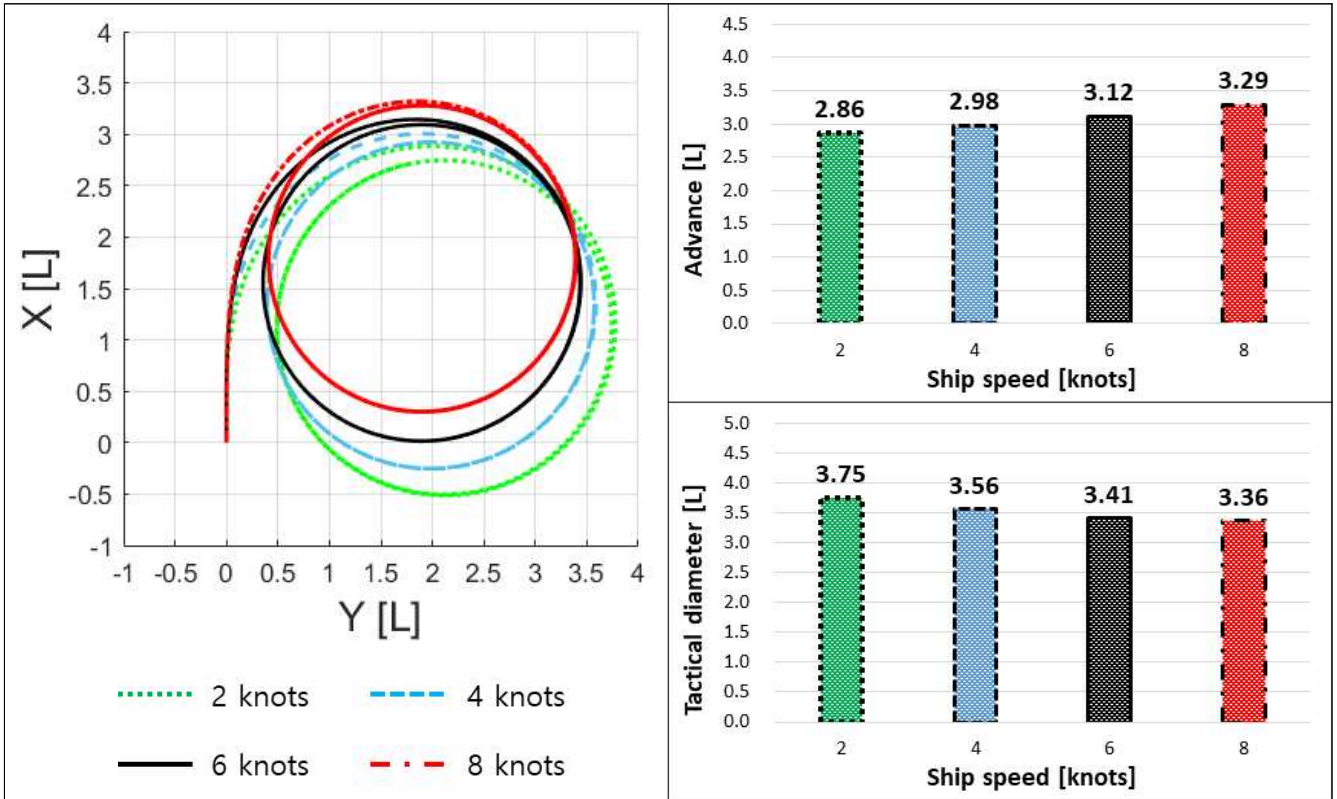 4
3.5
3
2.5
2
1.5
1
0.5
0
-0.5
-1
X [L]
-1 -0.5 0 0.5 1 1.5 2 2.5 3 3.5 4
Y [L]
2 knots 4 knots
6 knots 8 knots
4.5
4.0
3.5
3.0
2.5
2.0
1.5
1.0
0.5
0.0
Advance [L]
2.86 2.98 3.12 3.29
2 4 6 8
Ship speed [knots]
5.0
4.5
4.0
3.5
3.0
2.5
2.0
1.5
1.0
0.5
0.0
Tactical diameter [L]
3.75 3.56 3.41 3.36
2 4 6 8
Ship speed [knots]